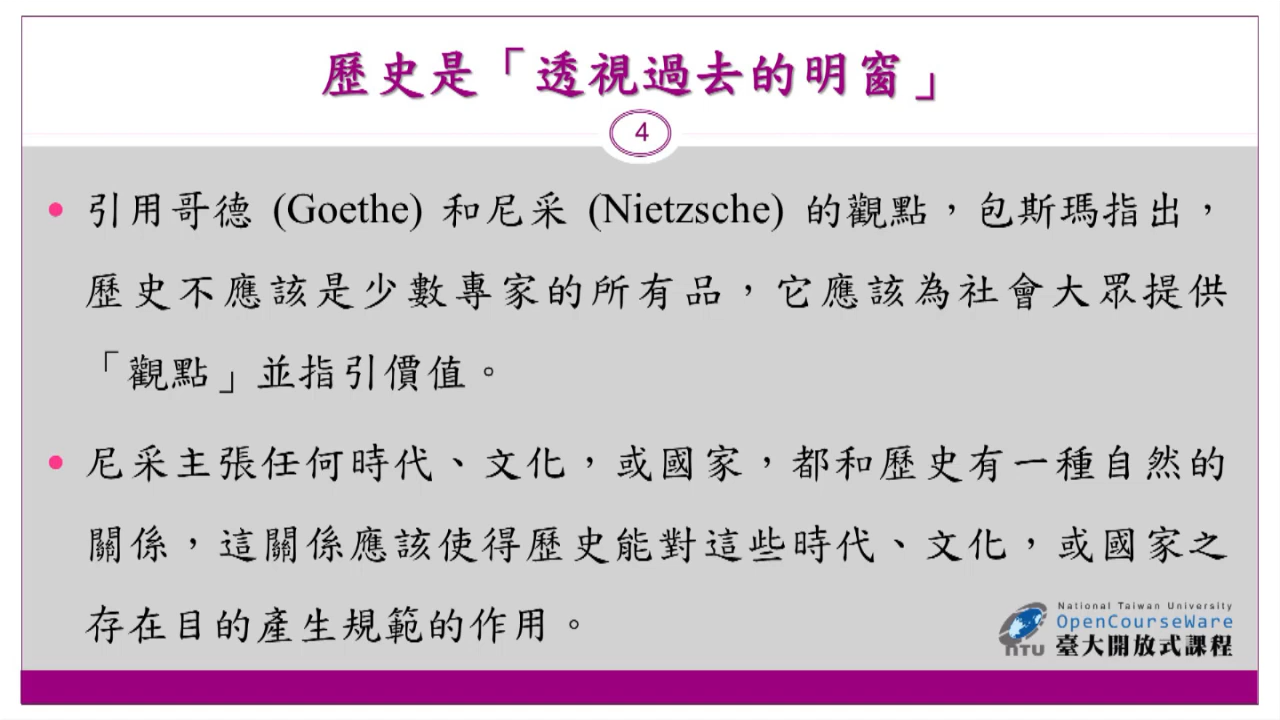 歷史是「透視過去的明窗」
4
• 引用哥德 (Goethe) 和尼采 (Nietzsche) 的觀點，包斯瑪指出，
歷史不應該是少數專家的所有品，它應該為社會大眾提供
「觀點」並指引價值。
• 尼采主張任何時代、文化，或國家，都和歷史有一種自然的
關係，這關係應該使得歷史能對這些時代、文化，或國家之
存在目的產生規範的作用。
National Taiwan University
OpenCourseWare
NTU 臺大開放式課程